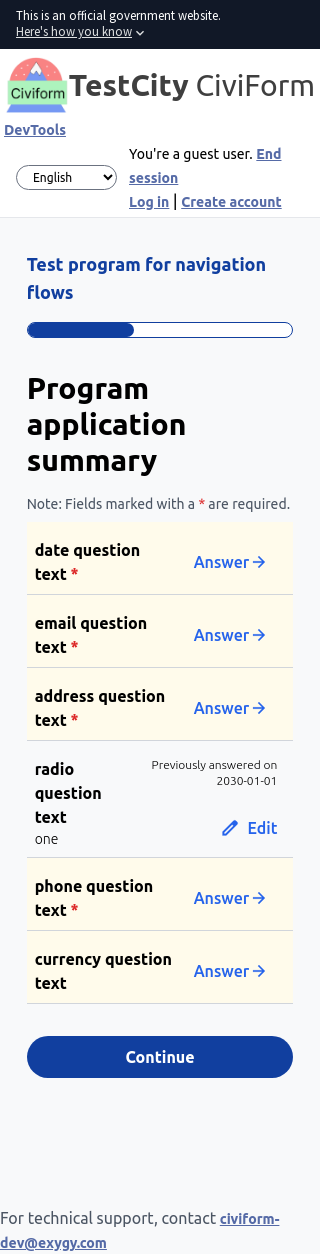 This is an official government website.
Here's how you know
Civiform
TestCity CiviForm
DevTools
English
You're a guest user. End
session
Log in | Create account
Test program for navigation
flows
Program
application
summary
Note: Fields marked with a * are required.
date question
text *
Answer
email question
text *
Answer
address question
text *
Answer
radio
question
text
one
Previously answered on
2030-01-01
Edit
phone question
text *
Answer
currency question
text
Answer
Continue
For technical support, contact civiform-
dev@exygy.com